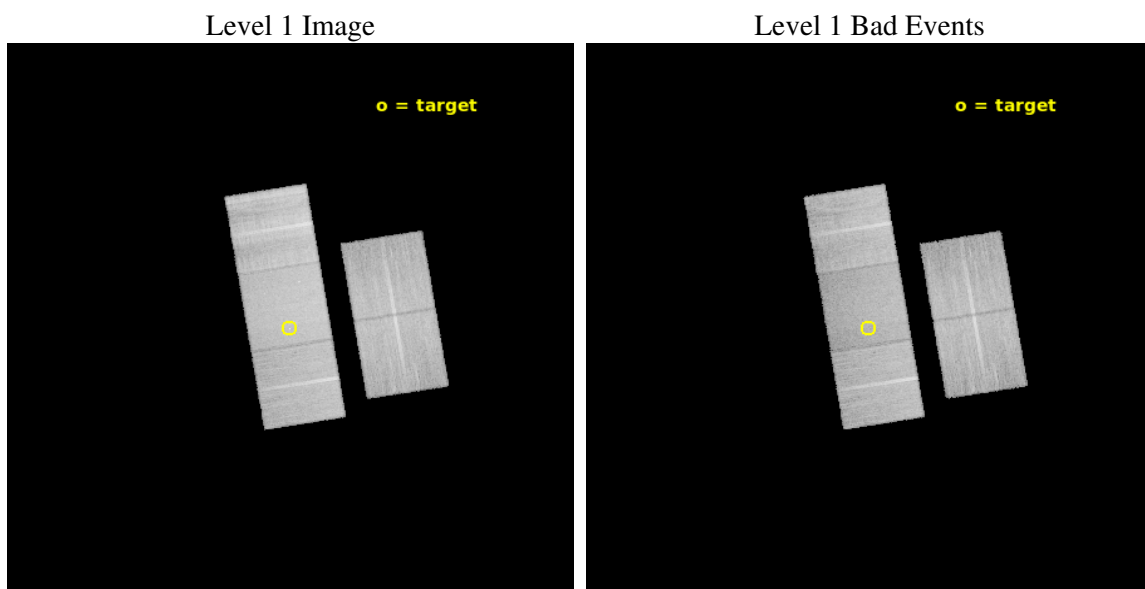 Level 1 Image
Level 1 Bad Events
o = target
o = target